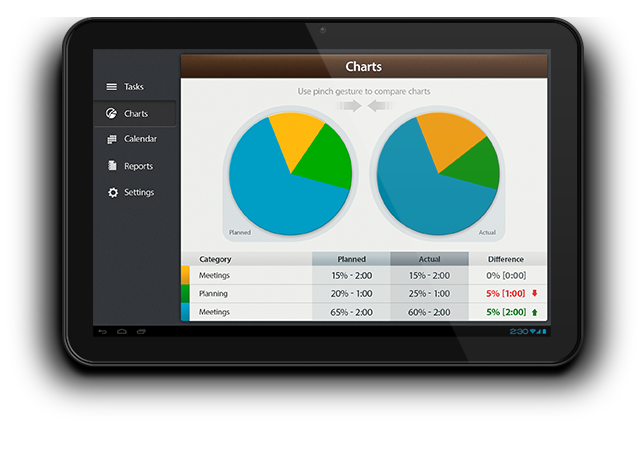 Charts
Tasks
Charts
Calendar
Reports
Settings
Use pinch gesture to compare charts
Planned
Actual
Category Planned Actual Difference
Meetings 15% - 2:00 15% - 2:00 0% [0:00]
Planning 20% - 1:00 25% - 1:00 5% [1:00]
Meetings 65% - 2:00 60% - 2:00 5% [2:00]
2:30